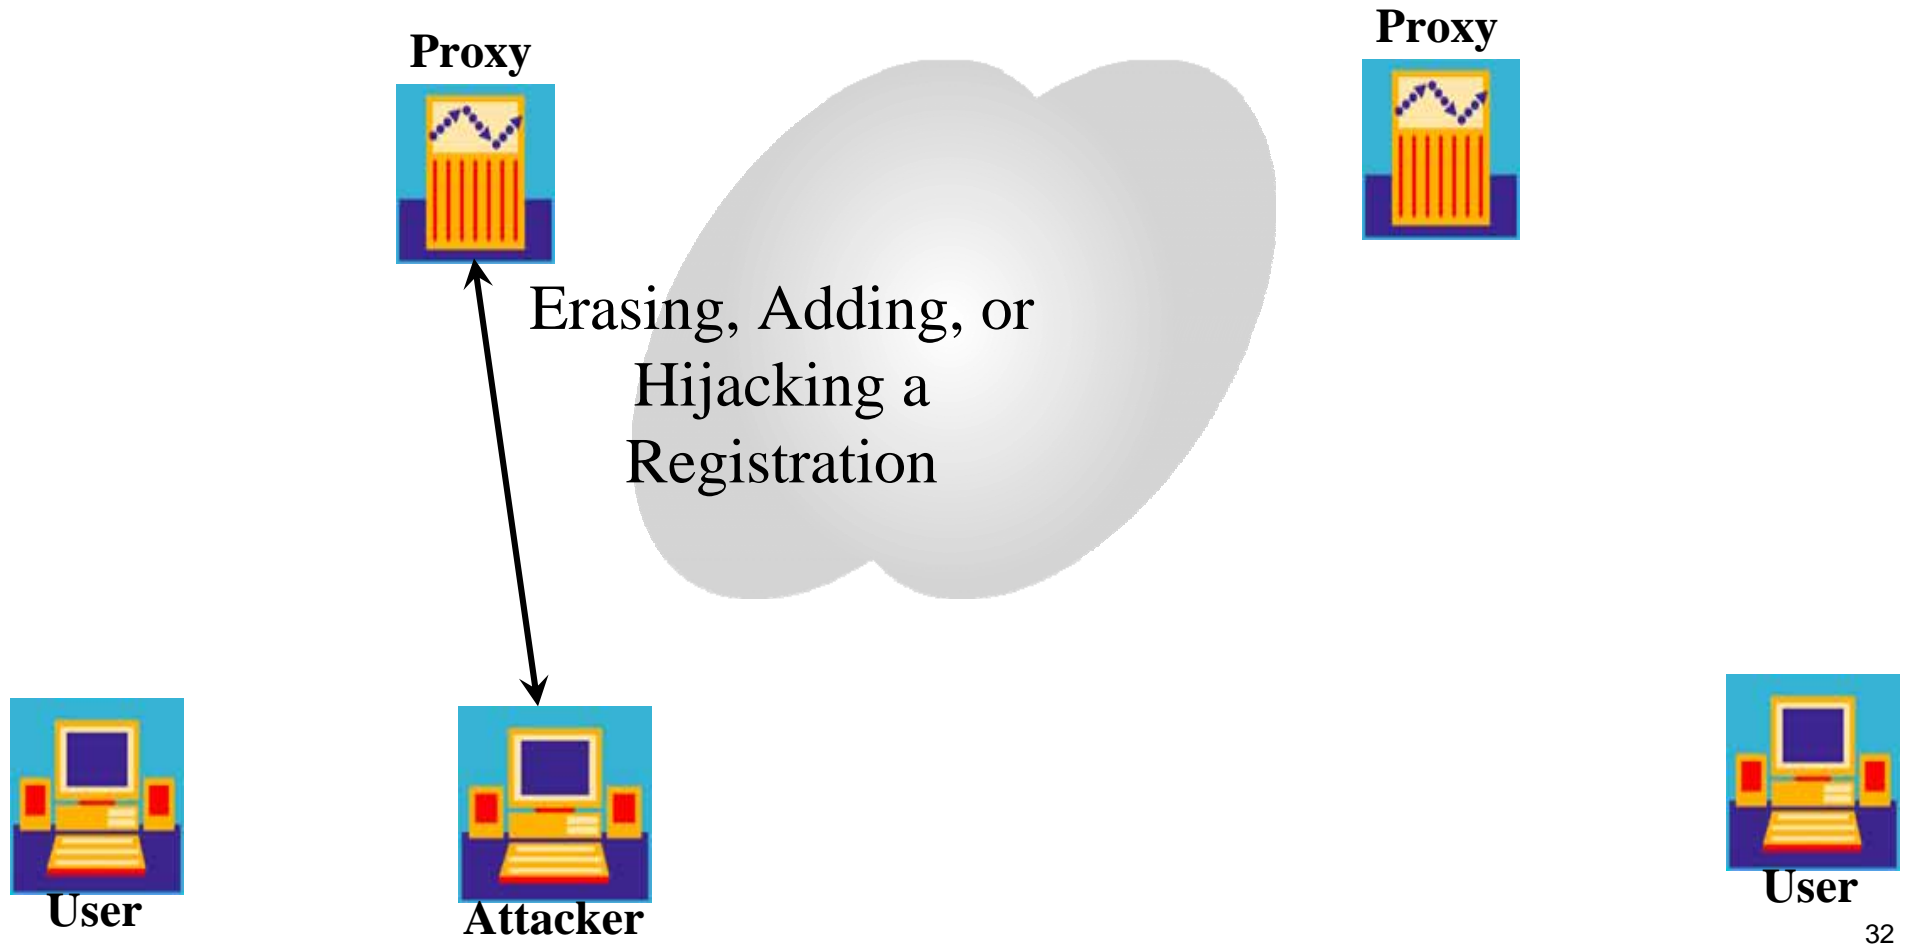 Proxy
Proxy
Erasing, Adding, or
Hijacking a
Registration
User
Attacker
User
32